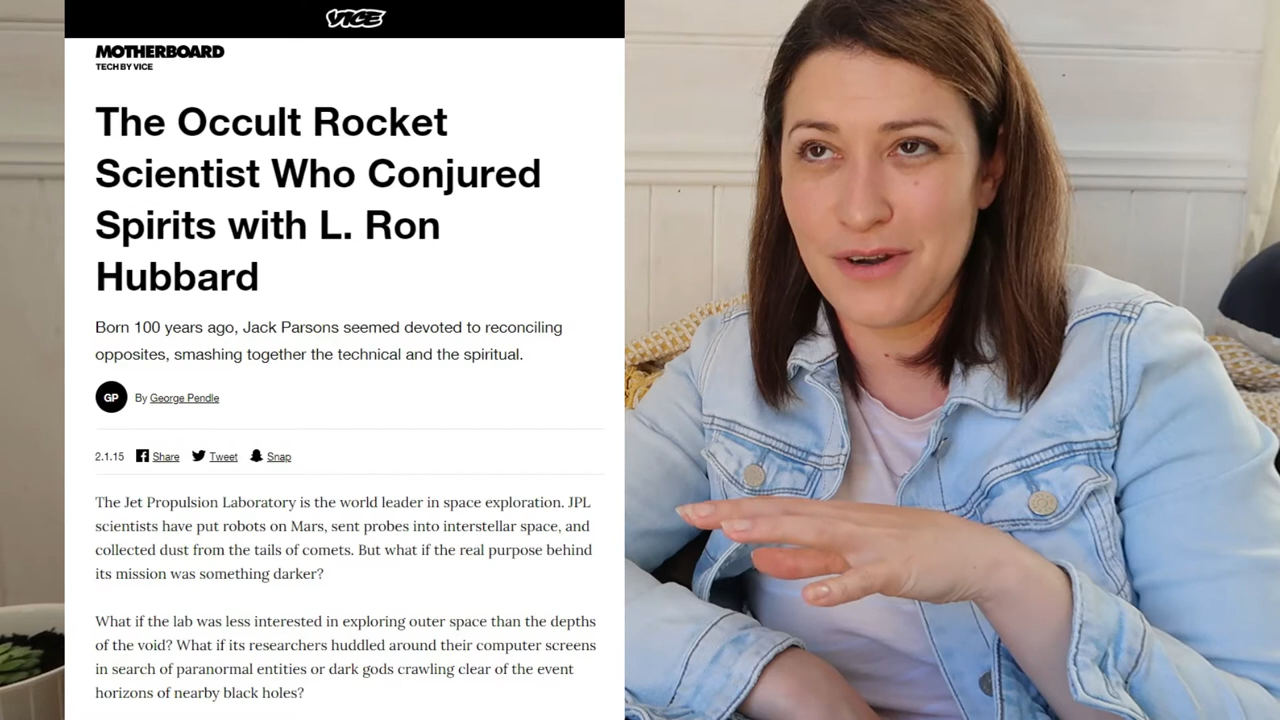 VICE
MOTHERBOARD
TECH BY VICE
The Occult Rocket
Scientist Who Conjured
Spirits with L. Ron
Hubbard
Born 100 years ago, Jack Parsons seemed devoted to reconciling
opposites, smashing together the technical and the spiritual.
GP By George Pendle
2.1.15 Share Tweet Snap
The Jet Propulsion Laboratory is the world leader in space exploration. JPL
scientists have put robots on Mars, sent probes into interstellar space, and
collected dust from the tails of comets. But what if the real purpose behind
its mission was something darker?
What if the lab was less interested in exploring outer space than the depths
of the void? What if its researchers huddled around their computer screens
in search of paranormal entities or dark gods crawling clear of the event
horizons of nearby black holes?